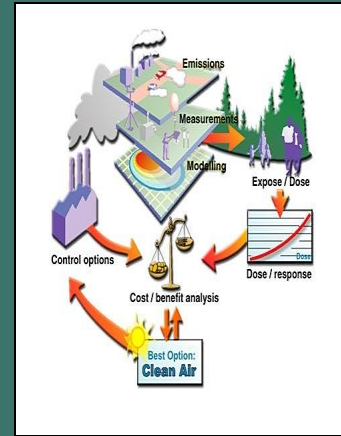 Emissions
Measurements
Modelling
Expose / Dose
Control options
Dose
Dose / response
Cost / benefit analysis
Best Option:
Clean Air